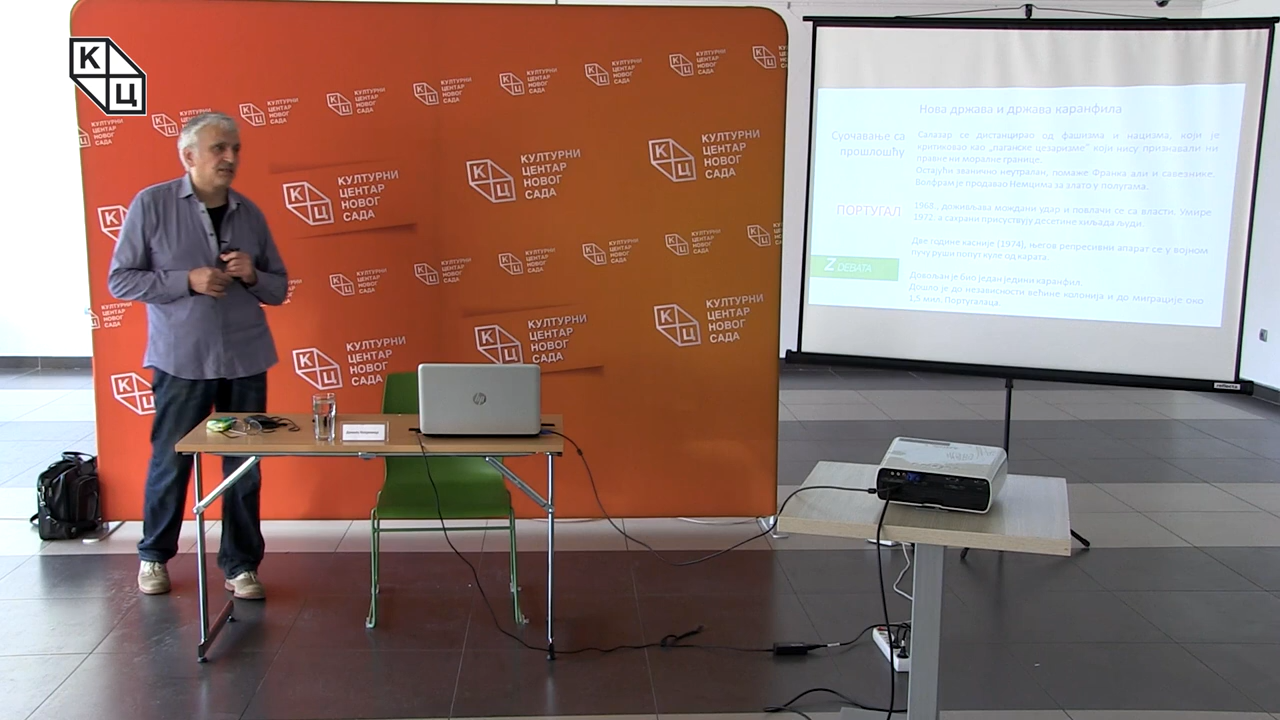 КЦ
КУЛТУРНИ
ЦЕНТАР
НОВОГ
САДА
Нова држава и држава каранфила
Суочавање са
прошлошћу
ПОРТУГАЛ
Z DEBATA
Салазар се дистанцирао од фашизма и нацизма, који је
критиковао као „паганске цезаризме" који нису признавали ни
правне ни моралне границе.
Остајући званично неутралан, помаже Франка али и савезнике.
Волфрам је продавао Немцима за злато у полугама.
1968., доживљава мождани удар и повлачи се са власти. Умире
1972. а сахрани присуствују десетине хиљада људи.
Две године касније (1974), његов репресивни апарат се у војном
пучу руши попут куле од карата.
Довољан је био један једини каранфил.
Дошло је до независности већине колонија и до миграције око
1,5 мил. Португалаца.
hp
reflecta